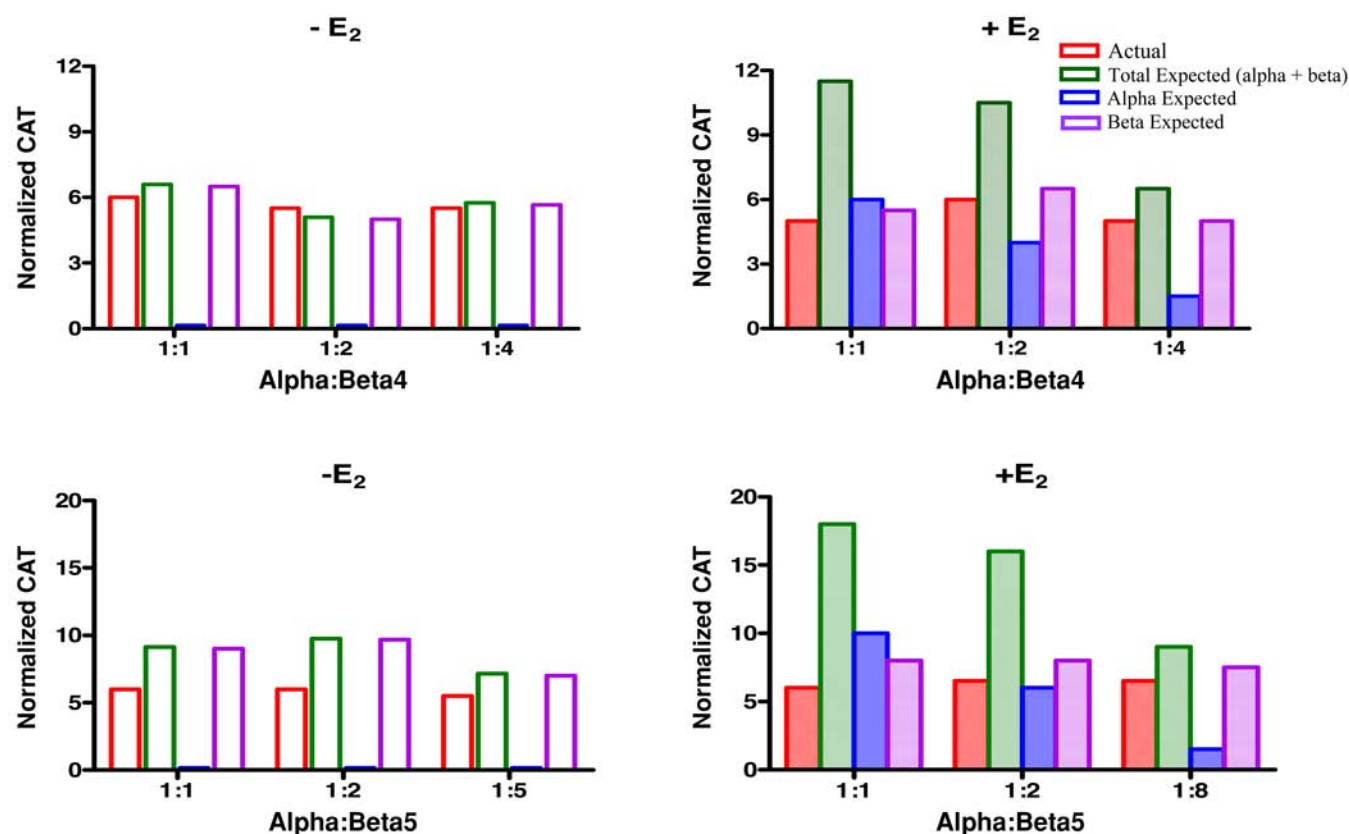 - E2
Normalized CAT
12
9
6
3
0
1:1 1:2 1:4
Alpha:Beta4
+ E2
Actual
Total Expected (alpha + beta)
Alpha Expected
Beta Expected
Normalized CAT
12
9
6
3
0
1:1 1:2 1:4
Alpha:Beta4
-E2
Normalized CAT
20
15
10
5
0
1:1 1:2 1:5
Alpha:Beta5
+E2
Normalized CAT
20
15
10
5
0
1:1 1:2 1:8
Alpha:Beta5